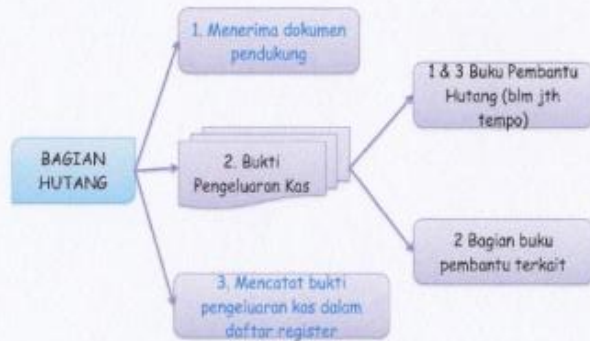 1. Menerima dokumen
pendukung
1 & 3 Buku Pembantu
Hutang (blm jth
tempo)
BAGIAN
HUTANG
2. Bukti
Pengeluaran Kas
2 Bagian buku
pembantu terkait
3. Mencatat bukti
pengeluaran kas dalam
daftar register